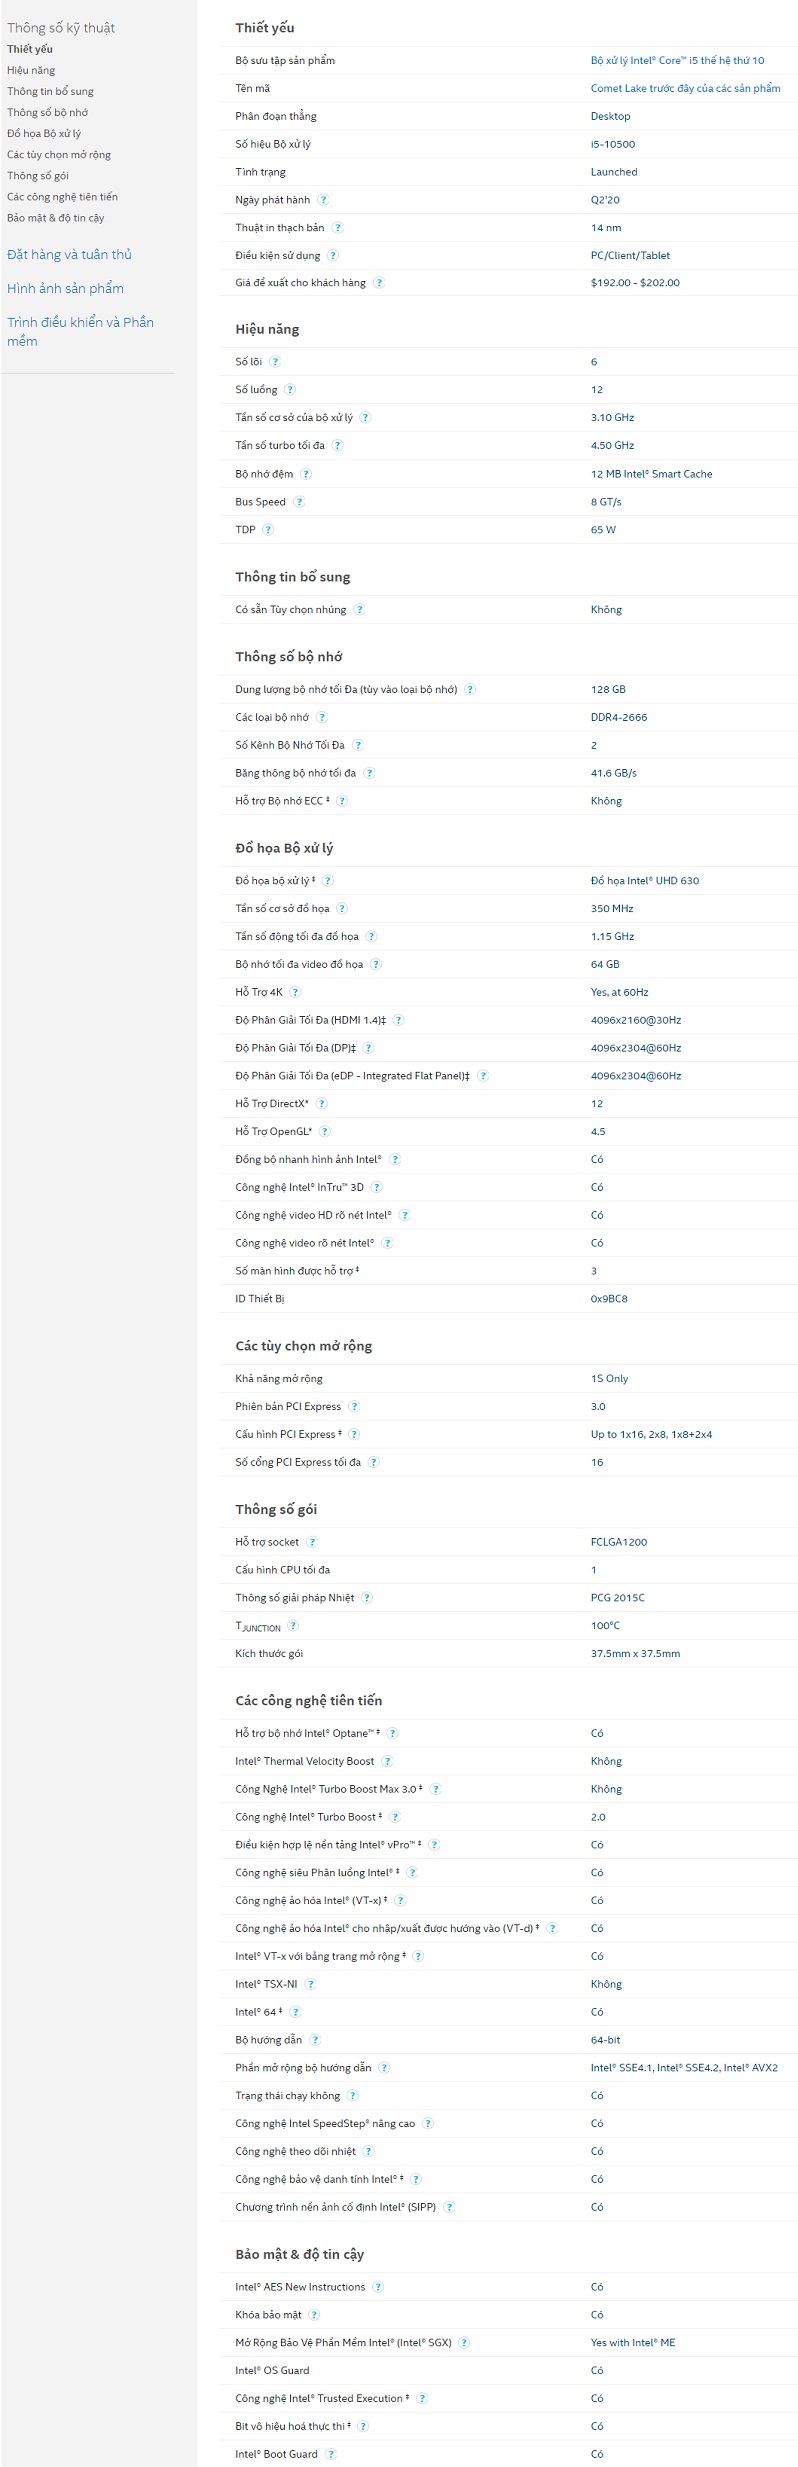 Thông số kỹ thuật
Thiết yếu
Hiệu năng
Thông tin bổ sung
Thông số bộ nhớ
Đồ họa Bộ xử lý
Các tùy chọn mở rộng
Thông số gói
Các công nghệ tiên tiến
Bảo mật & độ tin cậy
Đặt hàng và tuân thủ
Hình ảnh sản phẩm
Trình điều khiển và Phần
mềm
Thiết yếu
Bộ sưu tập sản phẩm Bộ xử lý Intel® Core™ i5 thế hệ thứ 10
Tên mã Comet Lake trước đây của các sản phẩm
Phân đoạn thẳng Desktop
Số hiệu Bộ xử lý i5-10500
Tình trạng Launched
Ngày phát hành ? Q2'20
Thuật in thạch bản ? 14 nm
Điều kiện sử dụng ? PC/Client/Tablet
Giá đề xuất cho khách hàng ? $192.00 - $202.00
Hiệu năng
Số lõi ? 6
Số luồng ? 12
Tần số cơ sở của bộ xử lý ? 3.10 GHz
Tần số turbo tối đa ? 4.50 GHz
Bộ nhớ đệm ? 12 MB Intel® Smart Cache
Bus Speed ? 8 GT/s
TDP ? 65 W
Thông tin bổ sung
Có sẵn Tùy chọn nhúng ? Không
Thông số bộ nhớ
Dung lượng bộ nhớ tối Đa (tùy vào loại bộ nhớ) ? 128 GB
Các loại bộ nhớ ? DDR4-2666
Số Kênh Bộ Nhớ Tối Đa ? 2
Băng thông bộ nhớ tối đa ? 41.6 GB/s
Hỗ trợ Bộ nhớ ECC ‡ ? Không
Đồ họa Bộ xử lý
Đồ họa bộ xử lý ‡ ? Đồ họa Intel® UHD 630
Tần số cơ sở đồ họa ? 350 MHz
Tần số động tối đa đồ họa ? 1.15 GHz
Bộ nhớ tối đa video đồ họa ? 64 GB
Hỗ Trợ 4K ? Yes, at 60Hz
Độ Phân Giải Tối Đa (HDMI 1.4)‡ ? 4096x2160@30Hz
Độ Phân Giải Tối Đa (DP)‡ ? 4096x2304@60Hz
Độ Phân Giải Tối Đa (eDP - Integrated Flat Panel)‡ ? 4096x2304@60Hz
Hỗ Trợ DirectX* ? 12
Hỗ Trợ OpenGL* ? 4.5
Đồng bộ nhanh hình ảnh Intel® ? Có
Công nghệ Intel® InTru™ 3D ? Có
Công nghệ video HD rõ nét Intel® ? Có
Công nghệ video rõ nét Intel® ? Có
Số màn hình được hỗ trợ ‡ 3
ID Thiết Bị 0x9BC8
Các tùy chọn mở rộng
Khả năng mở rộng 1S Only
Phiên bản PCI Express ? 3.0
Cấu hình PCI Express ‡ ? Up to 1x16, 2x8, 1x8+2x4
Số cổng PCI Express tối đa ? 16
Thông số gói
Hỗ trợ socket ? FCLGA1200
Cấu hình CPU tối đa 1
Thông số giải pháp Nhiệt ? PCG 2015C
TJUNCTION ? 100°C
Kích thước gói 37.5mm x 37.5mm
Các công nghệ tiên tiến
Hỗ trợ bộ nhớ Intel® Optane™ ‡ ? Có
Intel® Thermal Velocity Boost ? Không
Công Nghệ Intel® Turbo Boost Max 3.0 ‡ ? Không
Công nghệ Intel® Turbo Boost ‡ ? 2.0
Điều kiện hợp lệ nền tảng Intel® vPro™ ‡ ? Có
Công nghệ siêu Phân luồng Intel® ‡ ? Có
Công nghệ ảo hóa Intel® (VT-x) ‡ ? Có
Công nghệ ảo hóa Intel® cho nhập/xuất được hướng vào (VT-d) ‡ ? Có
Intel® VT-x với bảng trang mở rộng ‡ ? Có
Intel® TSX-NI ? Không
Intel® 64 ‡ ? Có
Bộ hướng dẫn ? 64-bit
Phần mở rộng bộ hướng dẫn ? Intel® SSE4.1, Intel® SSE4.2, Intel® AVX2
Trạng thái chạy không ? Có
Công nghệ Intel SpeedStep® nâng cao ? Có
Công nghệ theo dõi nhiệt ? Có
Công nghệ bảo vệ danh tính Intel® ‡ ? Có
Chương trình nền ảnh cố định Intel® (SIPP) ? Có
Bảo mật & độ tin cậy
Intel® AES New Instructions ? Có
Khóa bảo mật ? Có
Mở Rộng Bảo Vệ Phần Mềm Intel® (Intel® SGX) ? Yes with Intel® ME
Intel® OS Guard Có
Công nghệ Intel® Trusted Execution ‡ ? Có
Bit vô hiệu hoá thực thi ‡ ? Có
Intel® Boot Guard ? Có